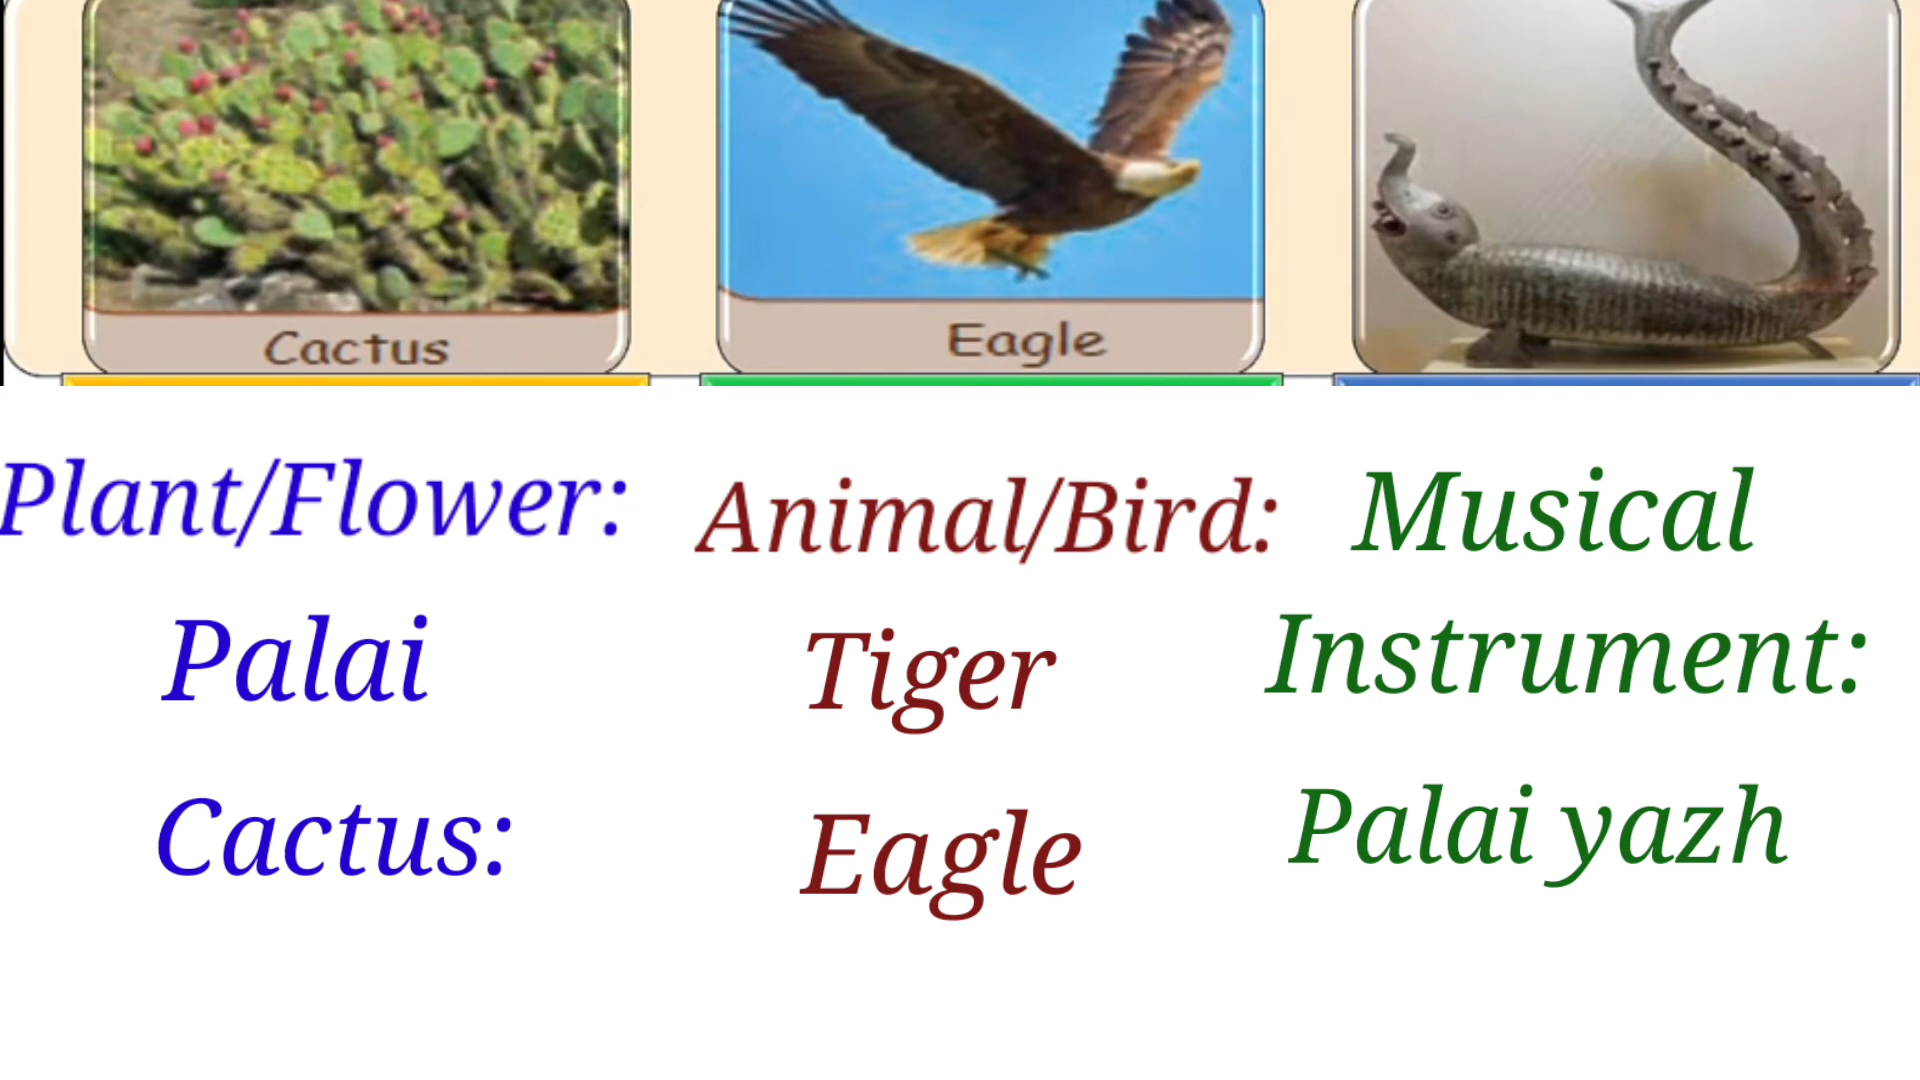 Cactus
Eagle
Plant/Flower:
Palai
Cactus:
Animal/Bird:
Tiger
Eagle
Musical
Instrument:
Palai yazh